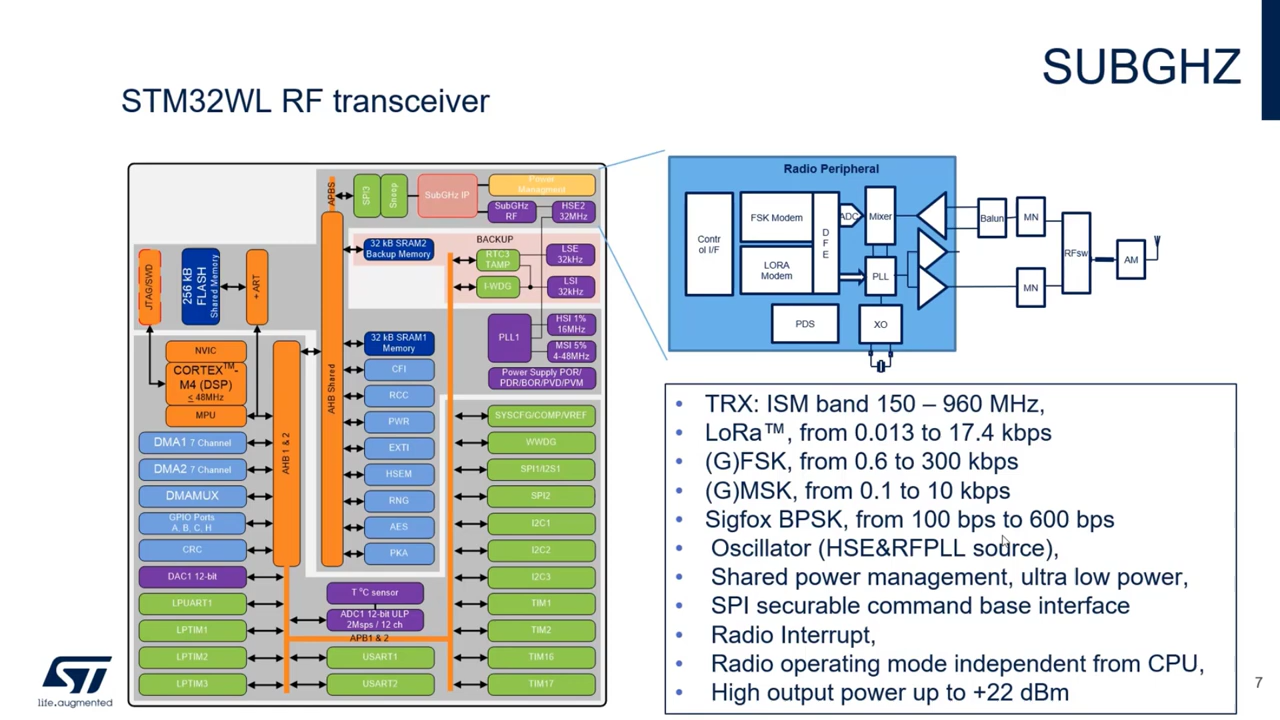 SUBGHZ
STM32WL RF transceiver
APBS
SPI3
Snoop
SubGHz IP
Power
Managment
SubGHz
RF
HSE2
32MHz
32 kB SRAM2
Backup Memory
BACKUP
RTC3
TAMP
LSE
32kHz
I-WDG
LSI
32kHz
JTAG/SWD
256 kB
FLASH
Shared Memory
+ ART
AHB Shared
PLL1
HSI 1%
16MHz
MSI 5%
4-48MHz
32 kB SRAM1
Memory
Power Supply POR/
PDR/BOR/PVD/PVM
NVIC
CORTEX™-
M4 (DSP)
≤ 48MHz
MPU
AHB 1 & 2
CFI
RCC
PWR
EXTI
HSEM
RNG
AES
PKA
DMA1 7 Channel
DMA2 7 Channel
DMAMUX
GPIO Ports
A, B, C, H
CRC
DAC1 12-bit
LPUART1
LPTIM1
LPTIM2
LPTIM3
T °C sensor
ADC1 12-bit ULP
2Msps / 12 ch
APB1 & 2
USART1
USART2
SYSCFG/COMP/VREF
WWDG
SPI1/I2S1
SPI2
I2C1
I2C2
I2C3
TIM1
TIM2
TIM16
TIM17
Radio Peripheral
Contr
ol I/F
FSK Modem
LORA
Modem
D
F
E
ADC
Mixer
PLL
PDS
XO
Balun
MN
MN
RFsw
AM
• TRX: ISM band 150 – 960 MHz,
• LoRa™, from 0.013 to 17.4 kbps
• (G)FSK, from 0.6 to 300 kbps
• (G)MSK, from 0.1 to 10 kbps
• Sigfox BPSK, from 100 bps to 600 bps
• Oscillator (HSE&RFPLL source),
• Shared power management, ultra low power,
• SPI securable command base interface
• Radio Interrupt,
• Radio operating mode independent from CPU,
• High output power up to +22 dBm
ST
life.augmented
7